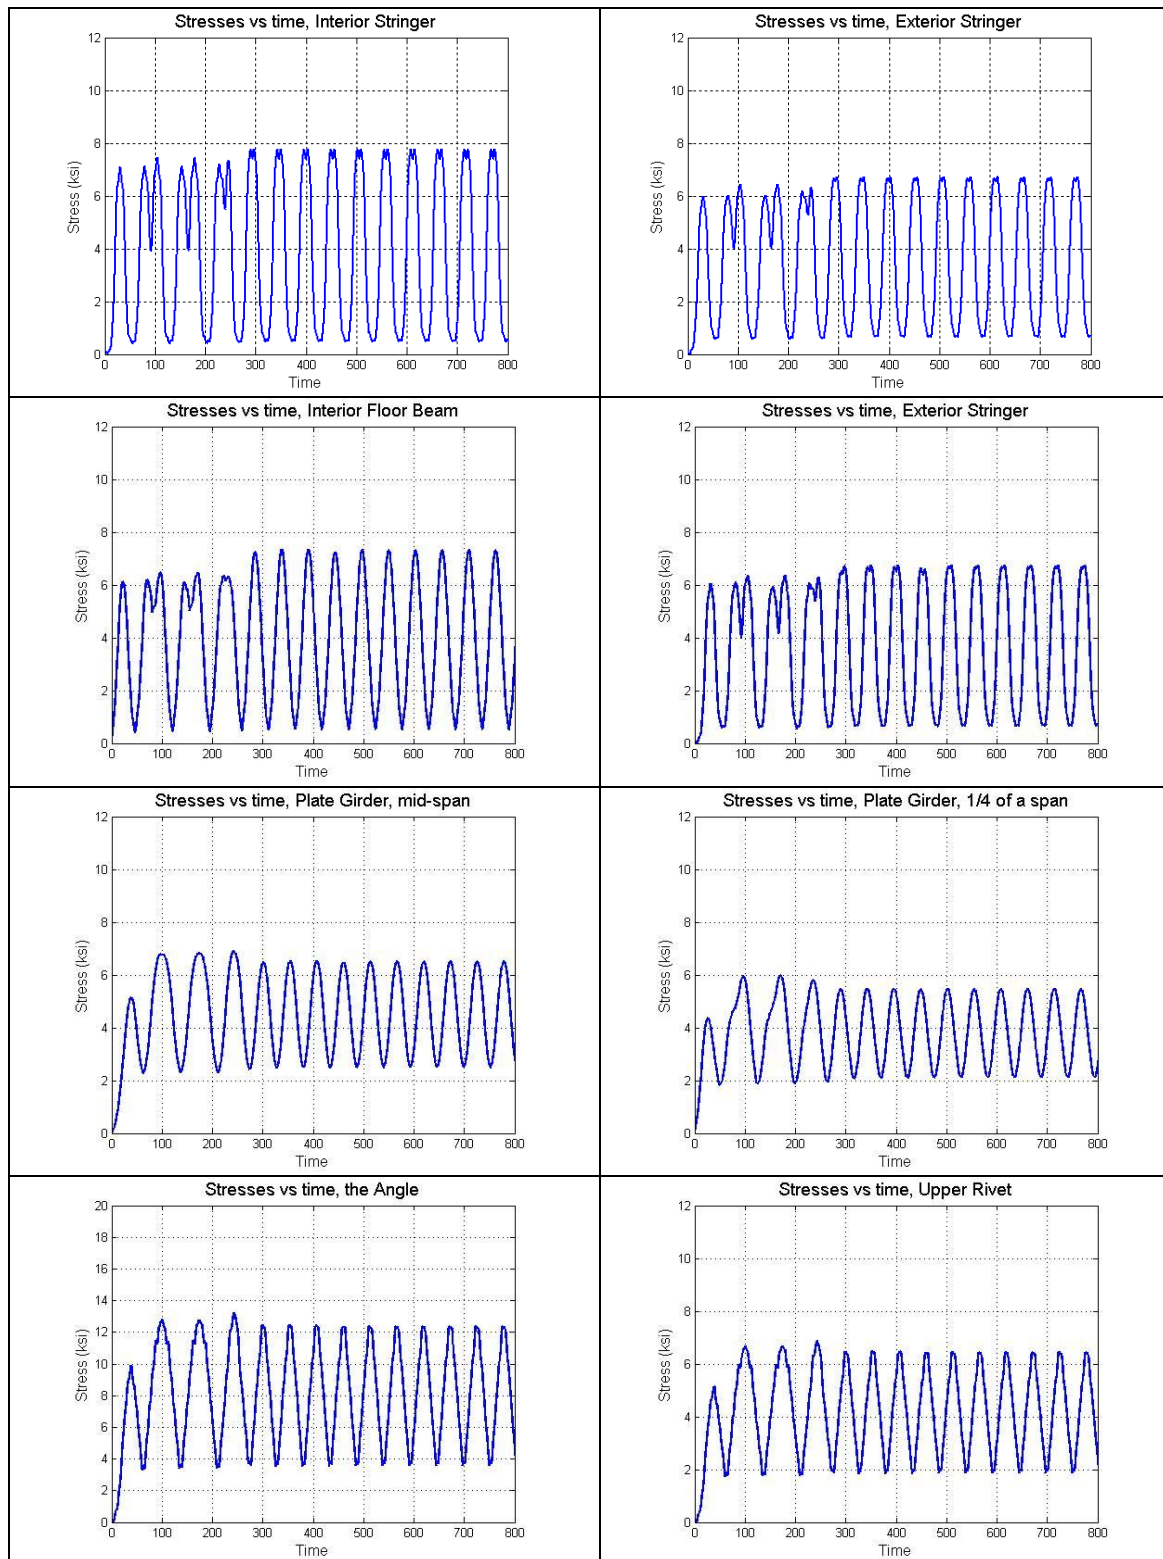 Stresses vs time, Interior Stringer
12
10
8
6
4
2
0
Stress (ksi)
0 100 200 300 400 500 600 700 800
Time
Stresses vs time, Exterior Stringer
12
10
8
6
4
2
0
Stress (ksi)
0 100 200 300 400 500 600 700 800
Time
Stresses vs time, Interior Floor Beam
12
10
8
6
4
2
0
Stress (ksi)
0 100 200 300 400 500 600 700 800
Time
Stresses vs time, Exterior Stringer
12
10
8
6
4
2
0
Stress (ksi)
0 100 200 300 400 500 600 700 800
Time
Stresses vs time, Plate Girder, mid-span
12
10
8
6
4
2
0
Stress (ksi)
0 100 200 300 400 500 600 700 800
Time
Stresses vs time, Plate Girder, 1/4 of a span
12
10
8
6
4
2
0
Stress (ksi)
0 100 200 300 400 500 600 700 800
Time
Stresses vs time, the Angle
20
18
16
14
12
10
8
6
4
2
0
Stress (ksi)
0 100 200 300 400 500 600 700 800
Time
Stresses vs time, Upper Rivet
12
10
8
6
4
2
0
Stress (ksi)
0 100 200 300 400 500 600 700 800
Time